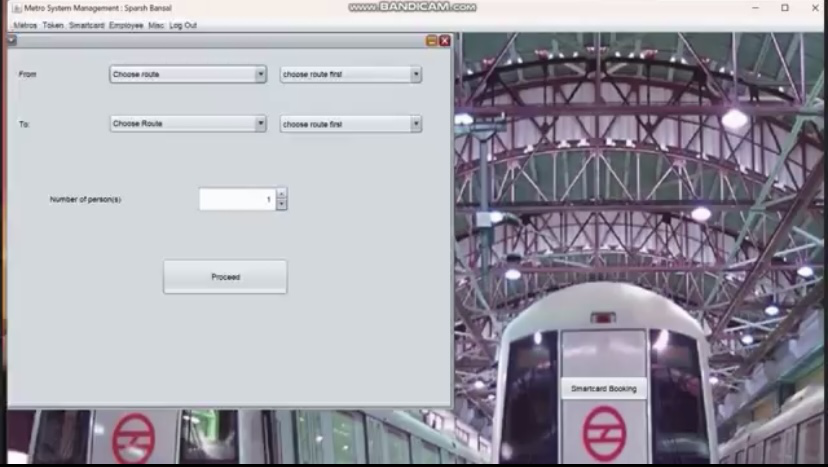 Metro System Management : Sparsh Bansal
www.BANDICAM.com
Metros Token Smartcard Employee Misc Log Out
From
Choose route
choose route first
To:
Choose Route
choose route first
Number of person(s)
1
Proceed
Smartcard Booking